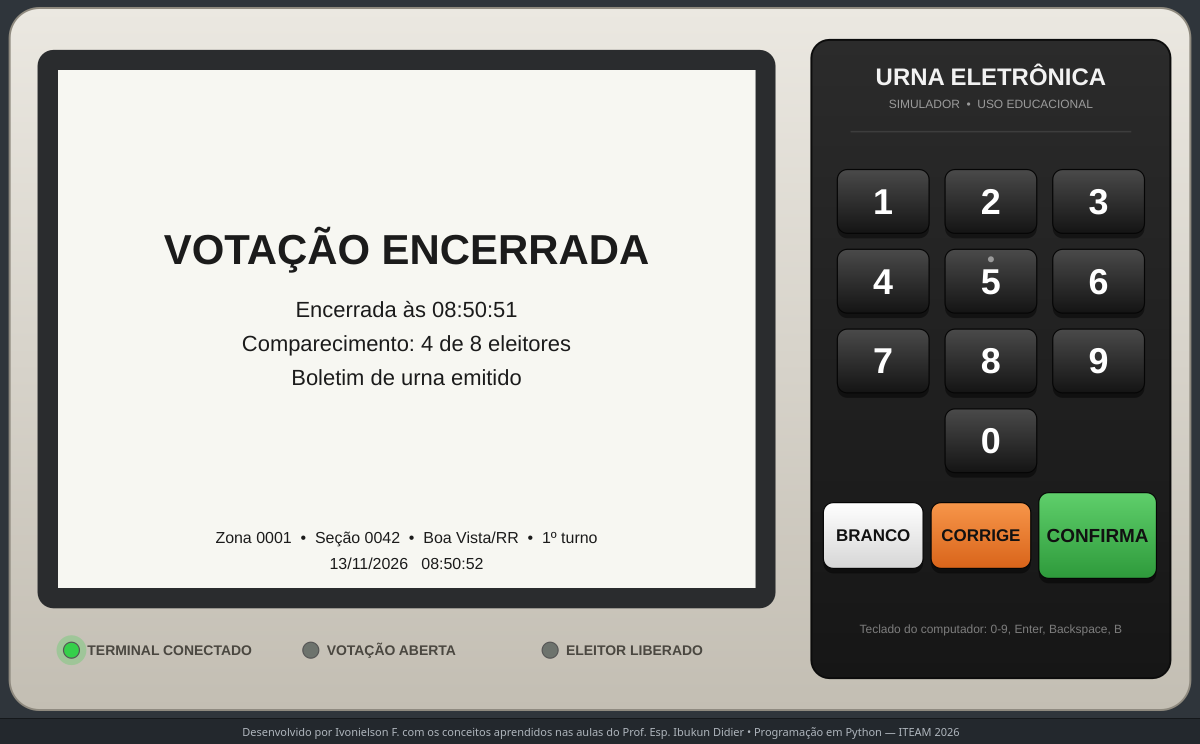 VOTAÇÃO ENCERRADA
Encerrada às 08:50:51
Comparecimento: 4 de 8 eleitores
Boletim de urna emitido
Zona 0001 • Seção 0042 • Boa Vista/RR • 1º turno
13/11/2026 08:50:52
TERMINAL CONECTADO
VOTAÇÃO ABERTA
ELEITOR LIBERADO
URNA ELETRÔNICA
SIMULADOR • USO EDUCACIONAL
1 2 3
4 5 6
7 8 9
0
BRANCO CORRIGE CONFIRMA
Teclado do computador: 0-9, Enter, Backspace, B
Desenvolvido por Ivonielson F. com os conceitos aprendidos nas aulas do Prof. Esp. Ibukun Didier • Programação em Python — ITEAM 2026